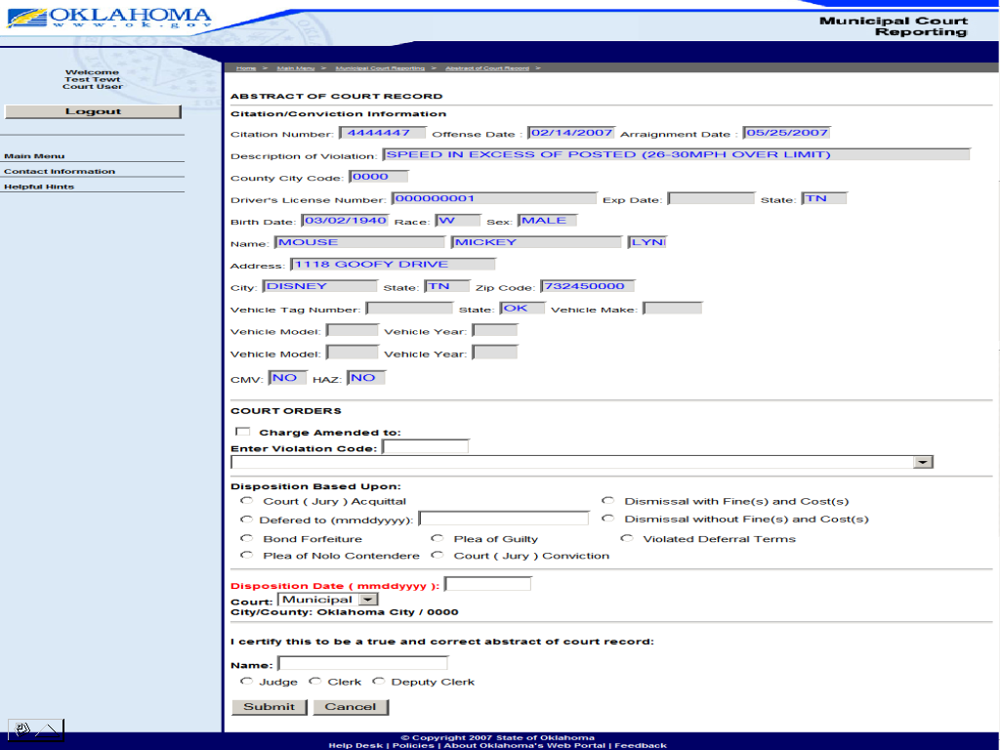 OKLAHOMA
www.ok.gov
Municipal Court
Reporting
Welcome
Test Tewt
Court User
Logout
Main Menu
Contact Information
Helpful Hints
Home > Main Menu > Municipal Court Reporting > Abstract of Court Record >
ABSTRACT OF COURT RECORD
Citation/Conviction Information
Citation Number: 4444447 Offense Date : 02/14/2007 Arraignment Date : 05/25/2007
Description of Violation: SPEED IN EXCESS OF POSTED (26-30MPH OVER LIMIT)
County City Code: 0000
Driver's License Number: 000000001 Exp Date: State: TN
Birth Date: 03/02/1940 Race: W Sex: MALE
Name: MOUSE MICKEY LYN
Address: 1118 GOOFY DRIVE
City: DISNEY State: TN Zip Code: 732450000
Vehicle Tag Number: State: OK Vehicle Make:
Vehicle Model: Vehicle Year:
Vehicle Model: Vehicle Year:
CMV: NO HAZ: NO
COURT ORDERS
Charge Amended to:
Enter Violation Code:
Disposition Based Upon:
Court ( Jury ) Acquittal Dismissal with Fine(s) and Cost(s)
Defered to (mmddyyyy): Dismissal without Fine(s) and Cost(s)
Bond Forfeiture Plea of Guilty Violated Deferral Terms
Plea of Nolo Contendere Court ( Jury ) Conviction
Disposition Date ( mmddyyyy ):
Court: Municipal
City/County: Oklahoma City / 0000
I certify this to be a true and correct abstract of court record:
Name:
Judge Clerk Deputy Clerk
Submit Cancel
© Copyright 2007 State of Oklahoma
Help Desk | Policies | About Oklahoma's Web Portal | Feedback